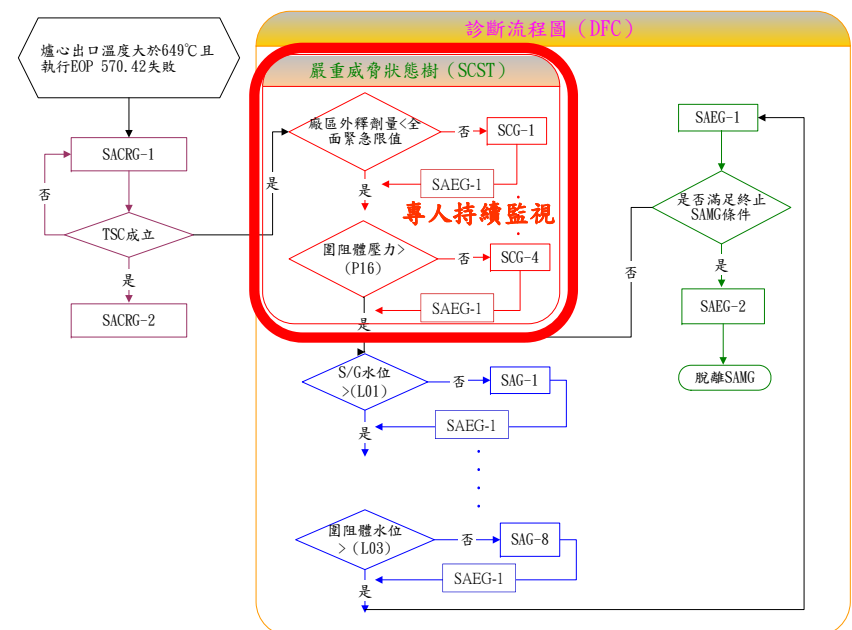 診斷流程圖（DFC）
爐心出口溫度大於649℃且
執行EOP 570.42失敗
SACRG-1
否
TSC成立
是
是
SACRG-2
嚴重威脅狀態樹（SCST）
廠區外釋劑量<全
面緊急限值
否
SCG-1
SAEG-1
是
專人持續監視
圍阻體壓力>
(P16)
否
SCG-4
SAEG-1
是
S/G水位
>(L01)
否
SAG-1
SAEG-1
是
圍阻體水位
>（L03）
否
SAG-8
SAEG-1
是
SAEG-1
是否滿足終止
SAMG條件
否
是
SAEG-2
脫離SAMG